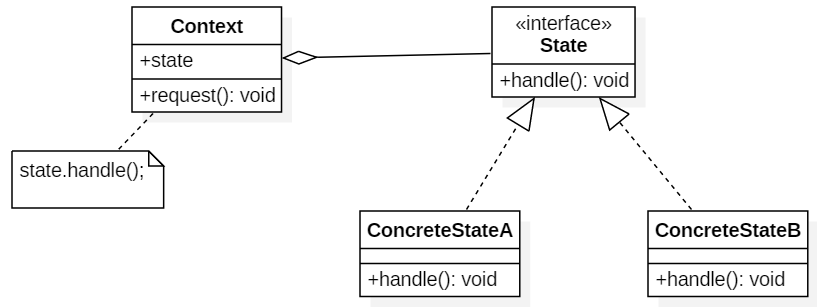 Context
+state
+request(): void
«interface»
State
+handle(): void
state.handle();
ConcreteStateA
+handle(): void
ConcreteStateB
+handle(): void